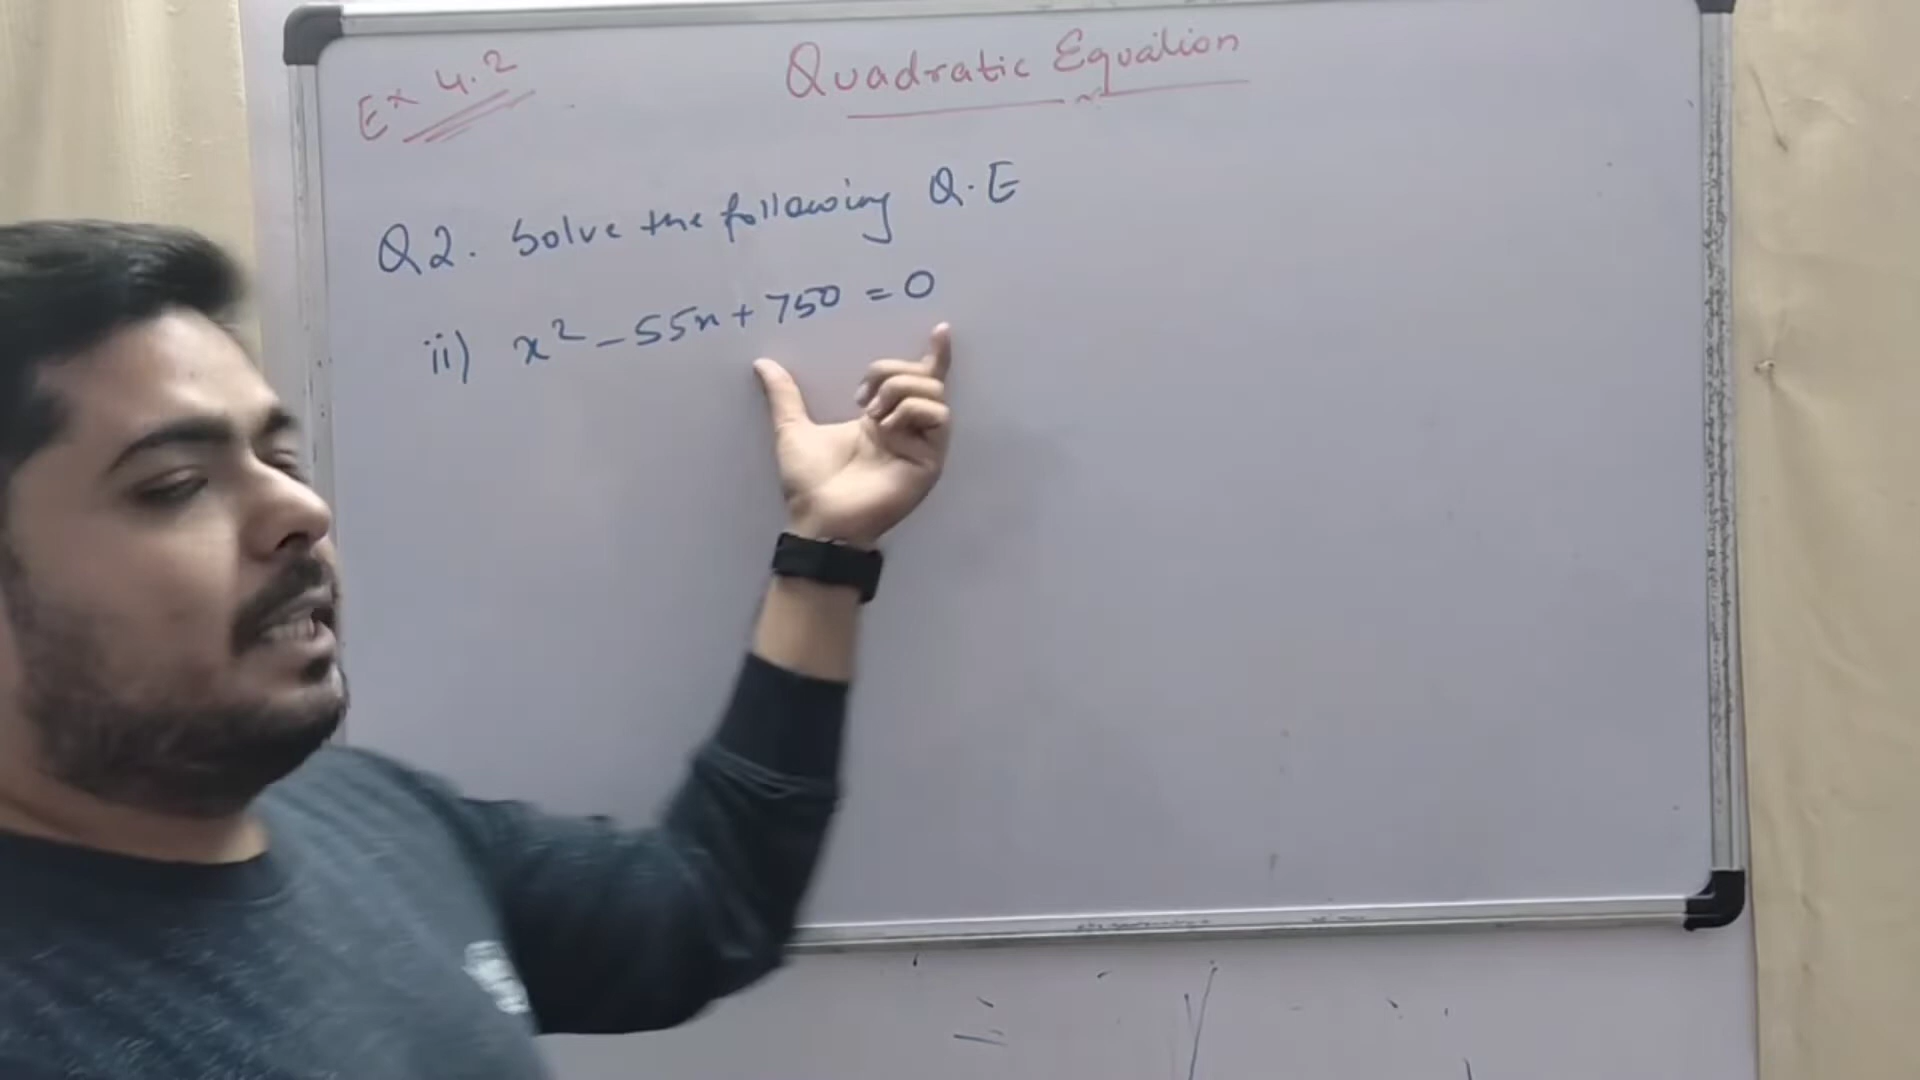 Ex 4.2
Quadratic Equation
Q2. Solve the following Q.E
ii) x² - 55x + 750 = 0